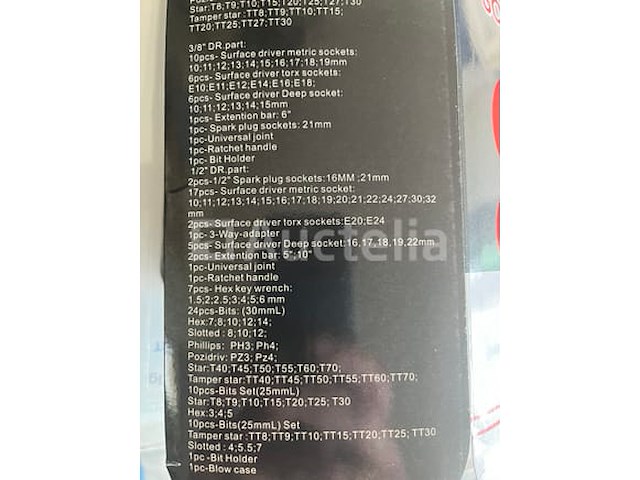 Star:T8;T9;T10;T15;T20;T25;T27;T30
Tamper star :TT8;TT9;TT10;TT15;
TT20;TT25;TT27;TT30
3/8" DR.part:
10pcs- Surface driver metric sockets:
10;11;12;13;14;15;16;17;18;19mm
6pcs- Surface driver torx sockets:
E10;E11;E12;E14;E16;E18;
6pcs- Surface driver Deep socket:
10;11;12;13;14;15mm
1pcs- Extention bar: 6"
1pc- Spark plug sockets: 21mm
1pc-Universal joint
1pc-Ratchet handle
1pc- Bit Holder
1/2" DR.part:
2pcs-1/2" Spark plug sockets:16MM ;21mm
17pcs- Surface driver metric socket:
10;11;12;13;14;15;16;17;18;19;20;21;22;24;27;30;32
mm
2pcs- Surface driver torx sockets:E20;E24
1pc- 3-Way-adapter
5pcs- Surface driver Deep socket:16,17,18,19,22mm
2pcs- Extention bar: 5";10"
1pc-Universal joint
1pc-Ratchet handle
7pcs- Hex key wrench:
1.5;2;2.5;3;4;5;6 mm
24pcs-Bits: (30mmL)
Hex:7;8;10;12;14;
Slotted : 8;10;12;
Phillips: PH3; Ph4;
Pozidriv: PZ3; Pz4;
Star:T40;T45;T50;T55;T60;T70;
Tamper star:TT40;TT45;TT50;TT55;TT60;TT70;
10pcs-Bits Set(25mmL)
Star:T8;T9;T10;T15;T20;T25; T30
Hex:3;4;5
10pcs-Bits(25mmL) Set
Tamper star :TT8;TT9;TT10;TT15;TT20;TT25; TT30
Slotted : 4;5.5;7
1pc -Bit Holder
1pc-Blow case
Auctelia